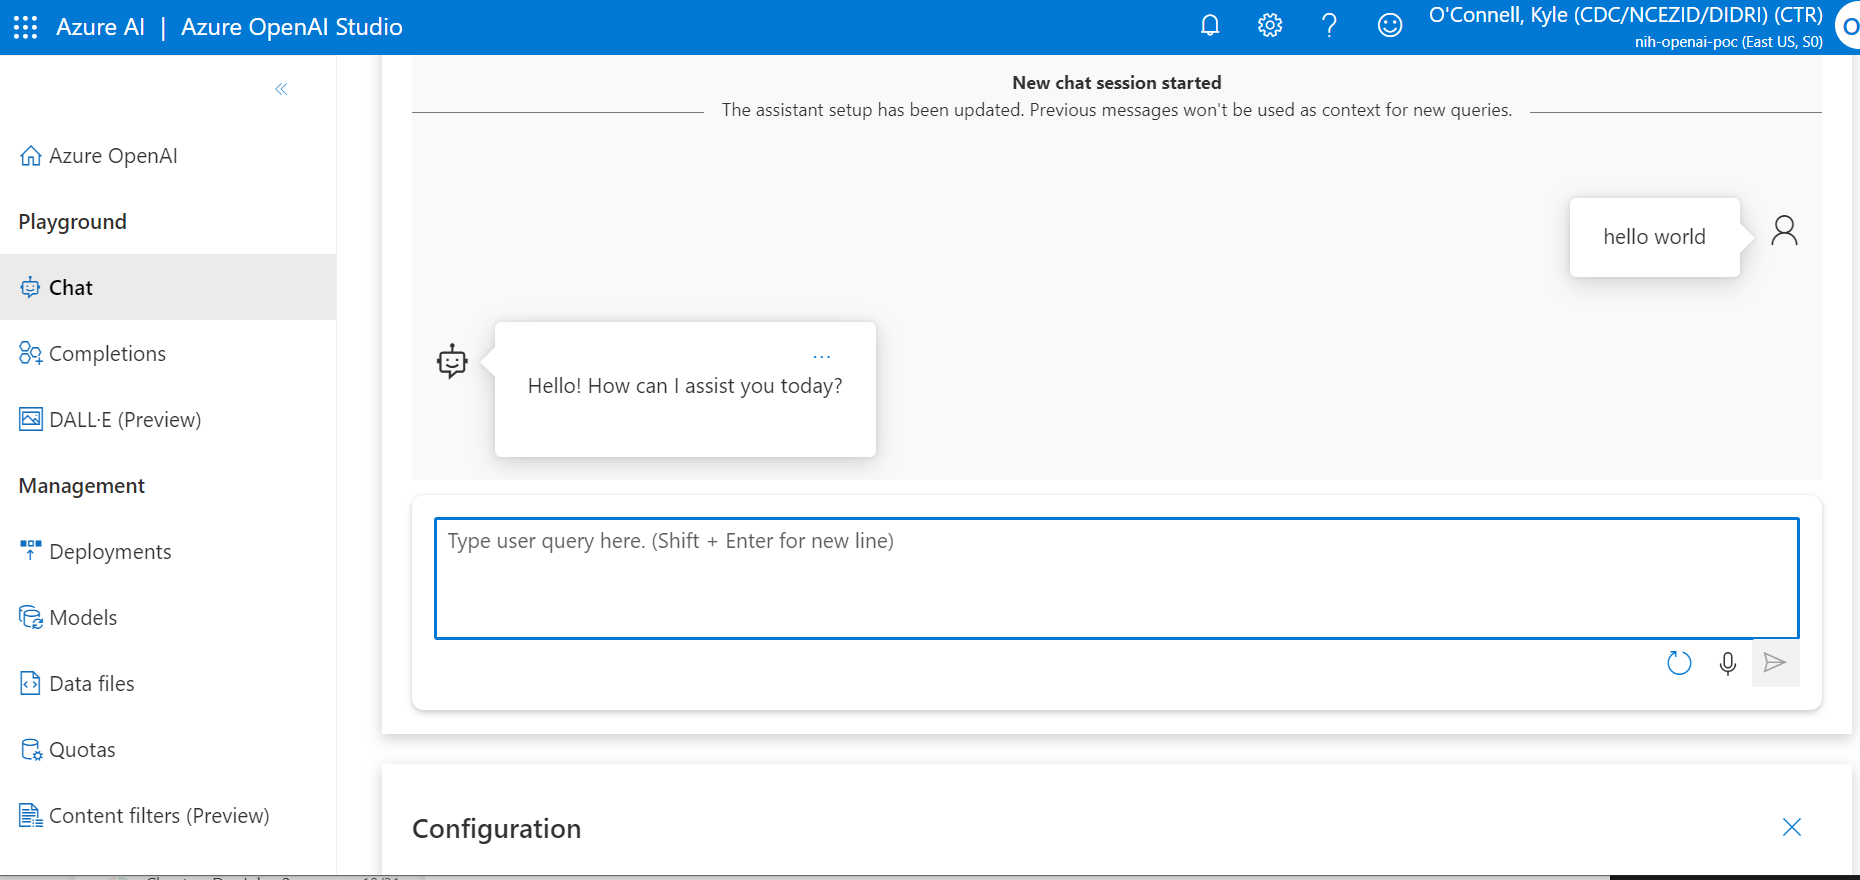 Azure AI | Azure OpenAI Studio
O'Connell, Kyle (CDC/NCEZID/DIDRI) (CTR)
nih-openai-poc (East US, S0)
O
Azure OpenAI
Playground
Chat
Completions
DALL·E (Preview)
Management
Deployments
Models
Data files
Quotas
Content filters (Preview)
New chat session started
The assistant setup has been updated. Previous messages won't be used as context for new queries.
hello world
...
Hello! How can I assist you today?
Type user query here. (Shift + Enter for new line)
Configuration